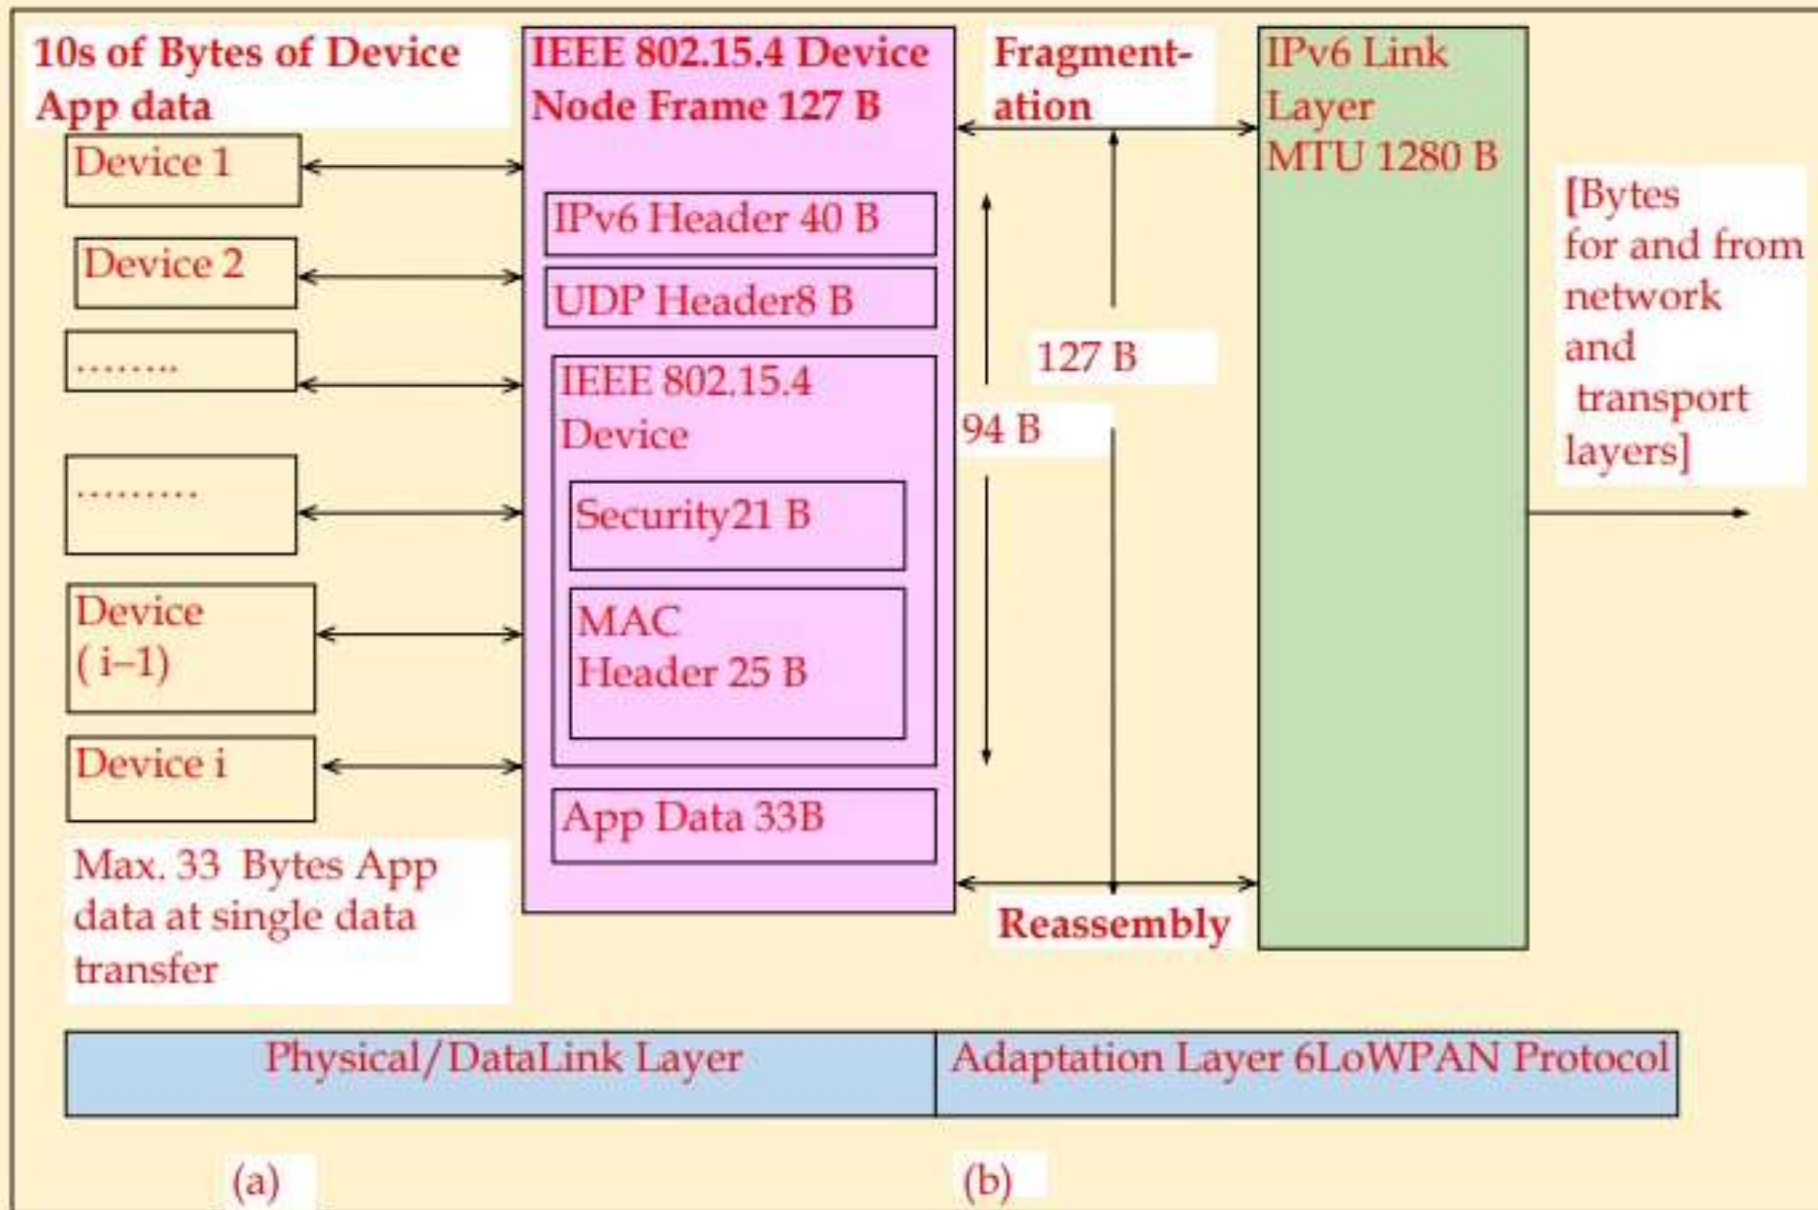 10s of Bytes of Device
App data
Device 1
Device 2
........
.........
Device
( i–1)
Device i
Max. 33 Bytes App
data at single data
transfer
IEEE 802.15.4 Device
Node Frame 127 B
IPv6 Header 40 B
UDP Header8 B
IEEE 802.15.4
Device
Security21 B
MAC
Header 25 B
App Data 33B
Fragment-
ation
127 B
94 B
Reassembly
IPv6 Link
Layer
MTU 1280 B
[Bytes
for and from
network
and
transport
layers]
Physical/DataLink Layer
Adaptation Layer 6LoWPAN Protocol
(a)
(b)